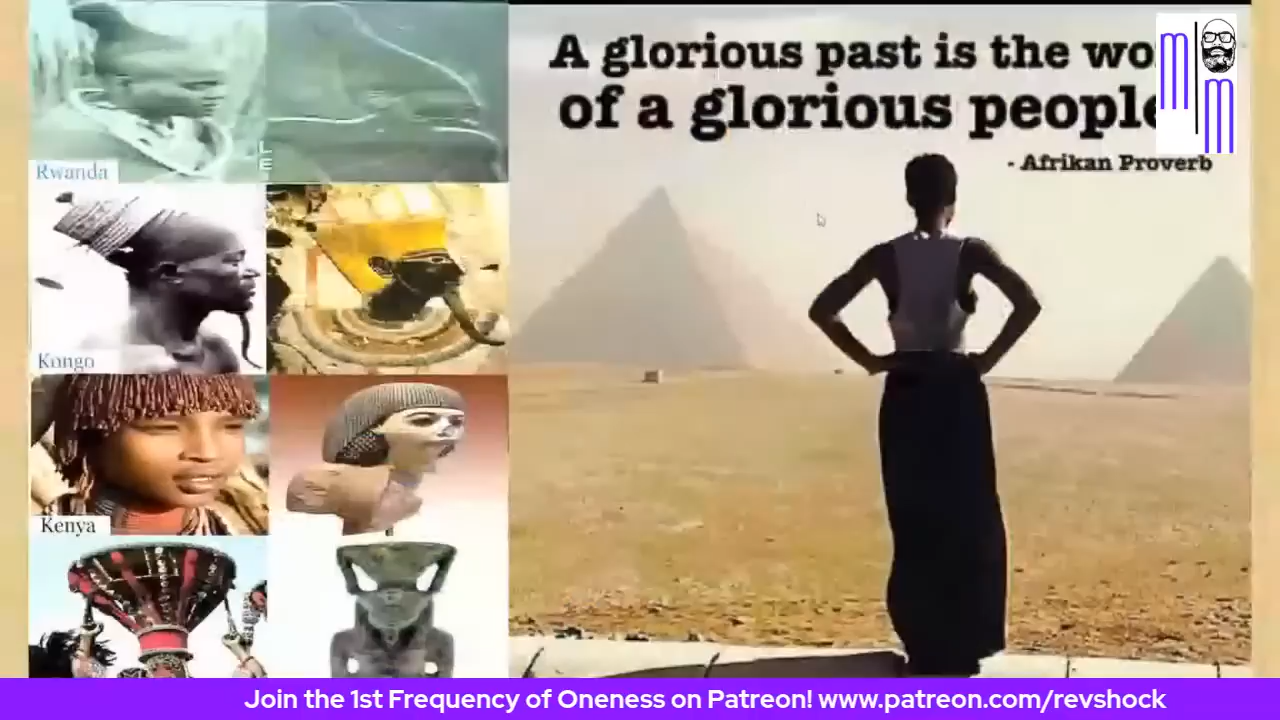 A glorious past is the
of a glorious people
- Afrikan Proverb
Rwanda
L
E
Kongo
Kenya
Join the 1st Frequency of Oneness on Patreon! www.patreon.com/revshock